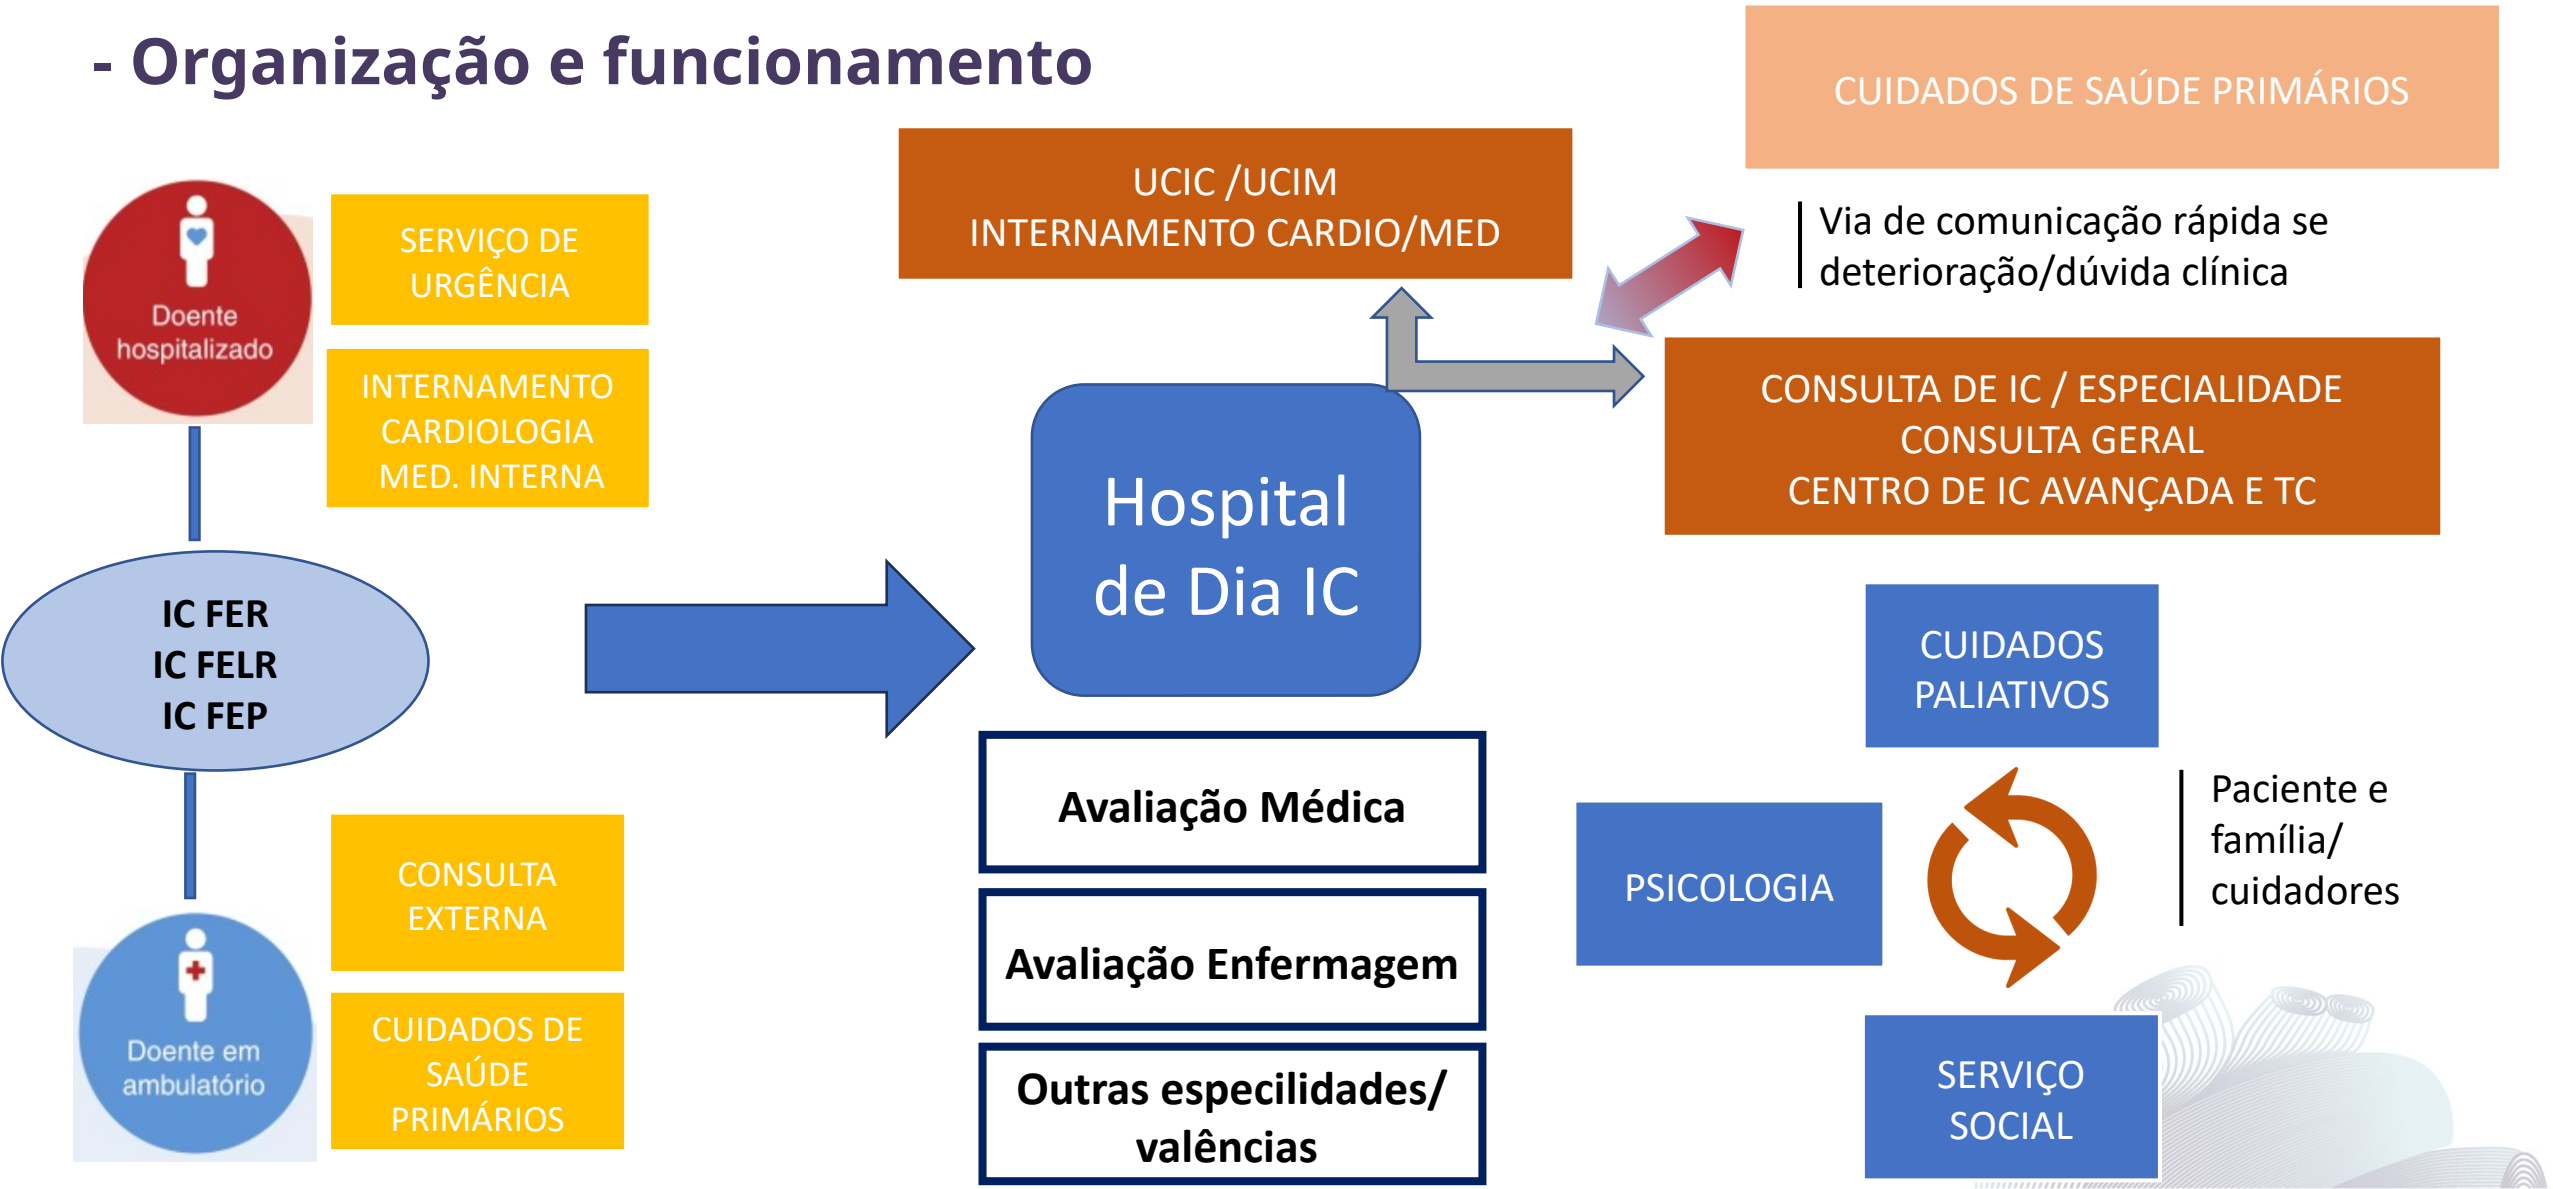 - Organização e funcionamento
Doente
hospitalizado
SERVIÇO DE
URGÊNCIA
INTERNAMENTO
CARDIOLOGIA
MED. INTERNA
IC FER
IC FELR
IC FEP
Doente em
ambulatório
CONSULTA
EXTERNA
CUIDADOS DE
SAÚDE
PRIMÁRIOS
UCIC /UCIM
INTERNAMENTO CARDIO/MED
Hospital
de Dia IC
Avaliação Médica
Avaliação Enfermagem
Outras especilidades/
valências
CUIDADOS DE SAÚDE PRIMÁRIOS
Via de comunicação rápida se
deterioração/dúvida clínica
CONSULTA DE IC / ESPECIALIDADE
CONSULTA GERAL
CENTRO DE IC AVANÇADA E TC
CUIDADOS
PALIATIVOS
PSICOLOGIA
Paciente e
família/
cuidadores
SERVIÇO
SOCIAL